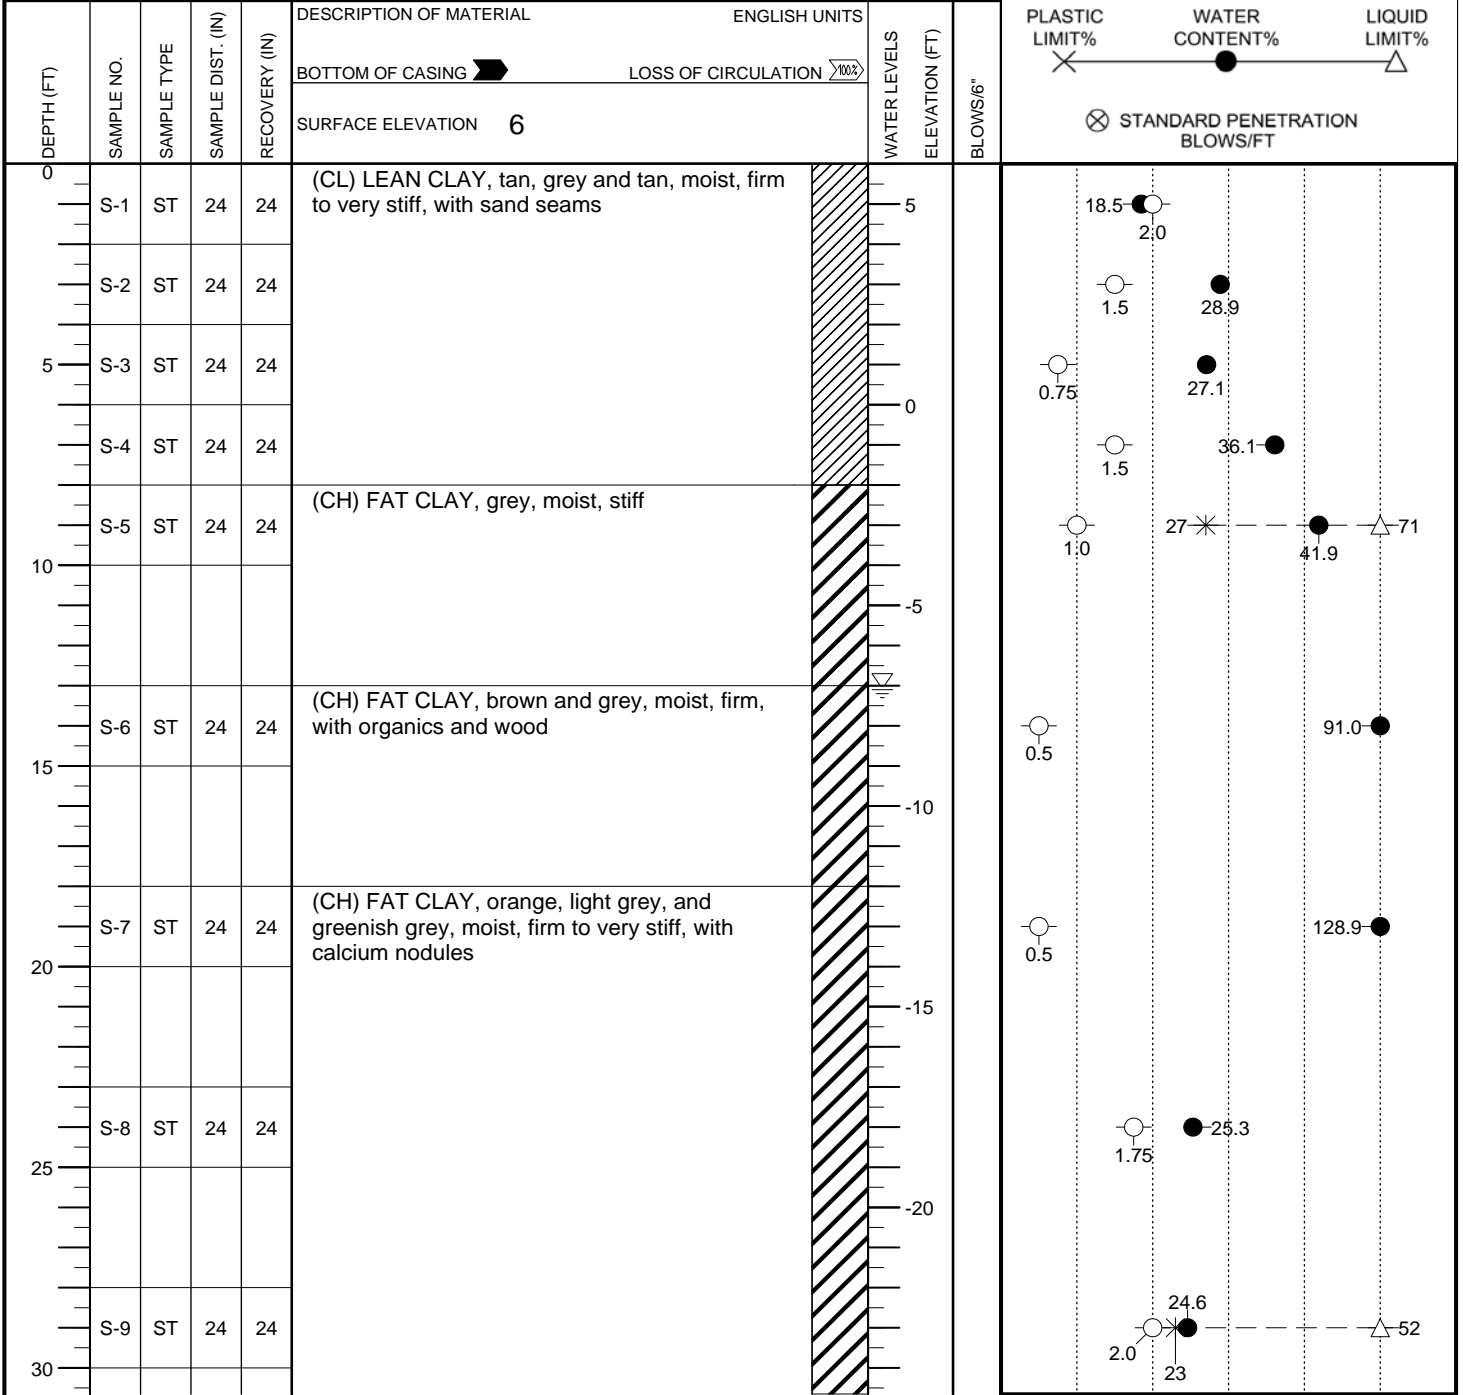 DEPTH (FT)
SAMPLE NO.
SAMPLE TYPE
SAMPLE DIST. (IN)
RECOVERY (IN)
DESCRIPTION OF MATERIAL ENGLISH UNITS
BOTTOM OF CASING LOSS OF CIRCULATION 100%
SURFACE ELEVATION 6
WATER LEVELS
ELEVATION (FT)
BLOWS/6"
PLASTIC WATER LIQUID
LIMIT% CONTENT% LIMIT%
STANDARD PENETRATION
BLOWS/FT
0
(CL) LEAN CLAY, tan, grey and tan, moist, firm
to very stiff, with sand seams
S-1 ST 24 24 5 18.5
2.0
S-2 ST 24 24
1.5 28.9
5 S-3 ST 24 24
0.75 27.1
0
S-4 ST 24 24 36.1
1.5
(CH) FAT CLAY, grey, moist, stiff
S-5 ST 24 24 27 71
1.0 41.9
10
-5
(CH) FAT CLAY, brown and grey, moist, firm,
with organics and wood
S-6 ST 24 24 91.0
0.5
15
-10
(CH) FAT CLAY, orange, light grey, and
greenish grey, moist, firm to very stiff, with
calcium nodules
S-7 ST 24 24 128.9
0.5
20
-15
S-8 ST 24 24 25.3
1.75
25
-20
24.6
S-9 ST 24 24 52
2.0
23
30